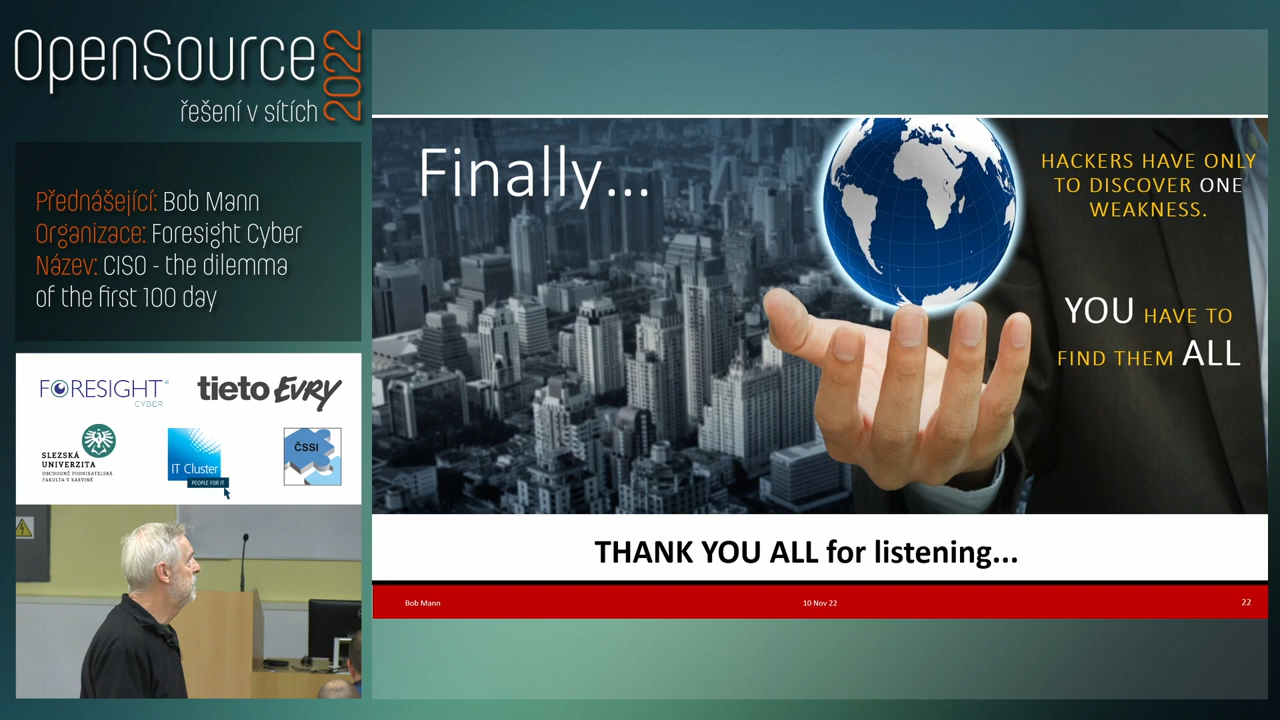 OpenSource
2022
řešení v sítích
Přednášející: Bob Mann
Organizace: Foresight Cyber
Název: CISO - the dilemma
of the first 100 day
FORESIGHT
CYBER
tieto EVRY
SLEZSKÁ
UNIVERZITA
OBCHODNĚ PODNIKATELSKÁ
FAKULTA V KARVINÉ
IT Cluster
PEOPLE FOR IT
ČSSI
Finally...
HACKERS HAVE ONLY
TO DISCOVER ONE
WEAKNESS.
YOU HAVE TO
FIND THEM ALL
THANK YOU ALL for listening...
Bob Mann
10 Nov 22
22